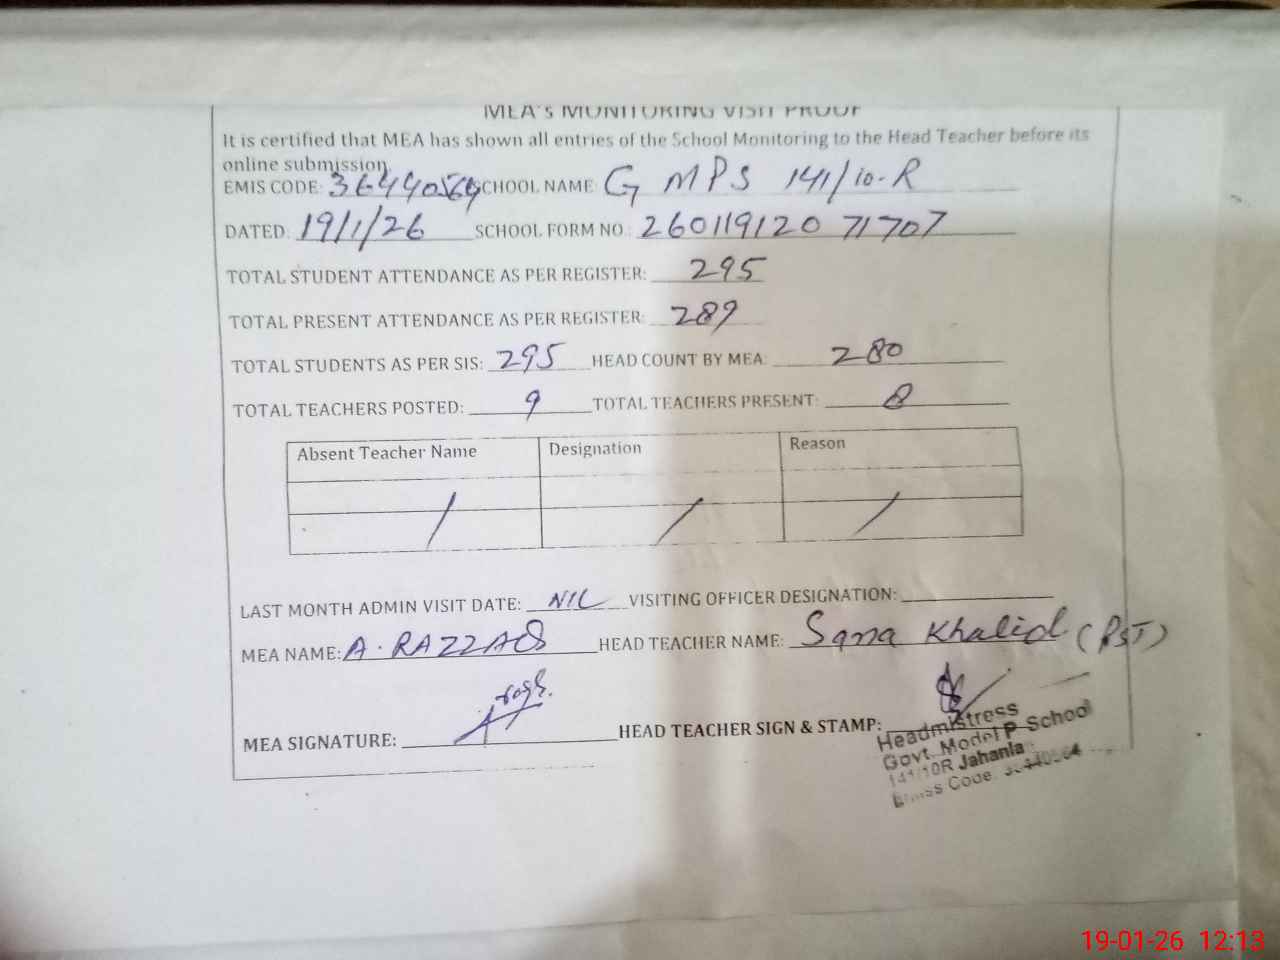 MEA's MONITORING VISIT PROOF
It is certified that MEA has shown all entries of the School Monitoring to the Head Teacher before its
online submission
EMIS CODE: 36440564 SCHOOL NAME: G MPS 141/10-R
DATED: 19/1/26 SCHOOL FORM NO.: 26011912071707
TOTAL STUDENT ATTENDANCE AS PER REGISTER: 295
TOTAL PRESENT ATTENDANCE AS PER REGISTER: 289
TOTAL STUDENTS AS PER SIS: 295 HEAD COUNT BY MEA: 280
TOTAL TEACHERS POSTED: 9 TOTAL TEACHERS PRESENT: 8
Absent Teacher Name Designation Reason
/ / /
LAST MONTH ADMIN VISIT DATE: NIL VISITING OFFICER DESIGNATION:
MEA NAME: A. RAZZAQ HEAD TEACHER NAME: Sana Khalid (PST)
MEA SIGNATURE: HEAD TEACHER SIGN & STAMP:
Headmistress
Govt. Model P School
141/10R Jahania
Code:
19-01-26 12:13